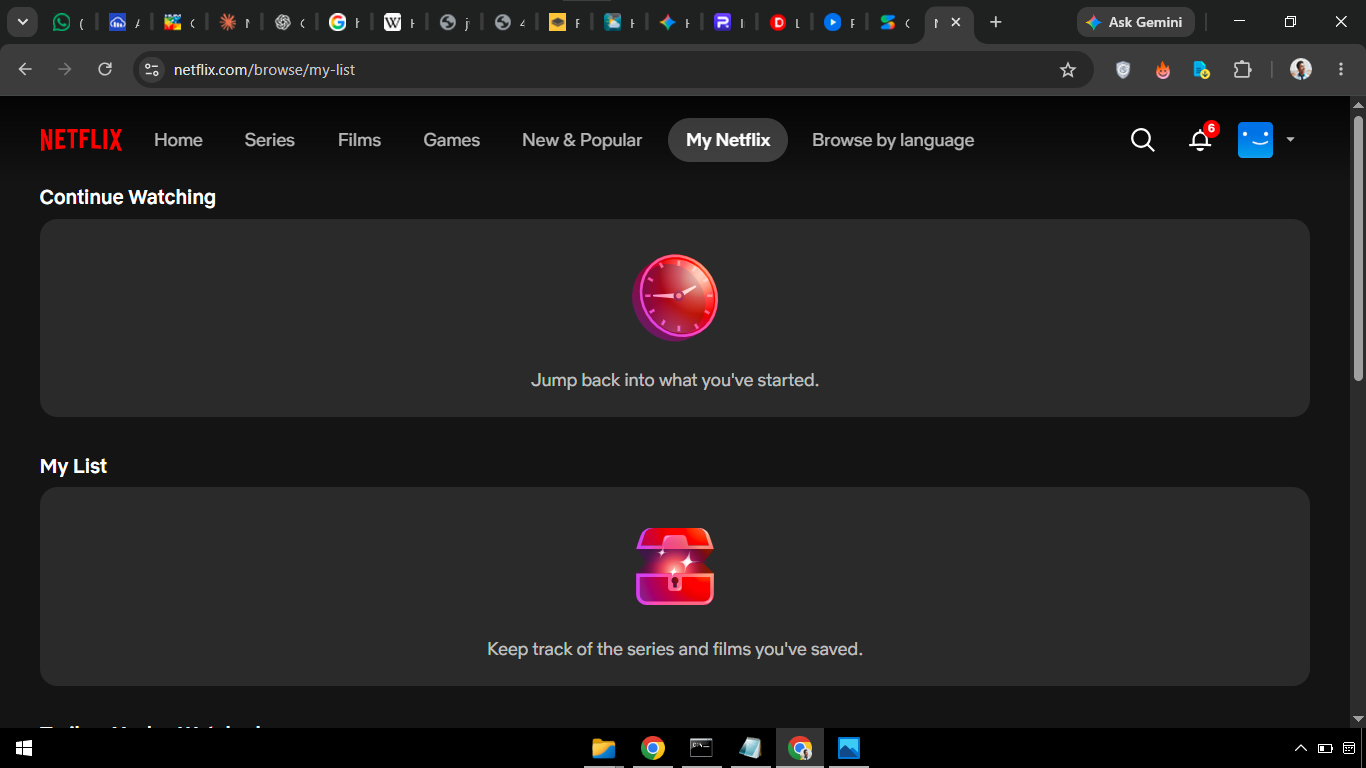 Ask Gemini
netflix.com/browse/my-list
NETFLIX
Home
Series
Films
Games
New & Popular
My Netflix
Browse by language
6
Continue Watching
Jump back into what you've started.
My List
Keep track of the series and films you've saved.